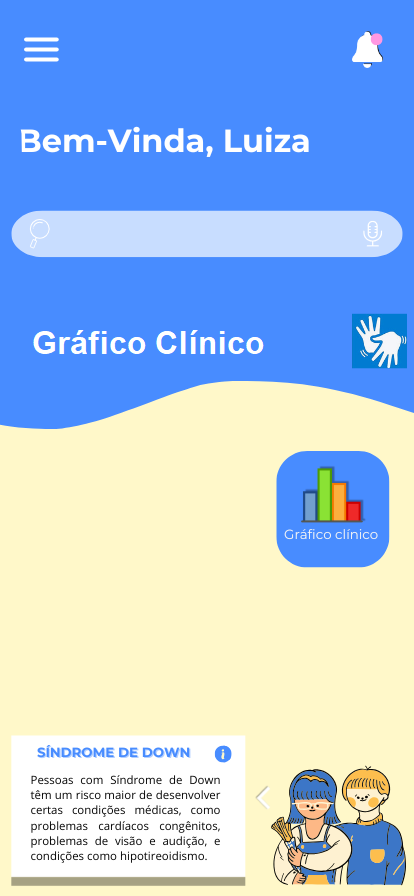 Bem-Vinda, Luiza
Gráfico Clínico
Gráfico clínico
SÍNDROME DE DOWN
Pessoas com Síndrome de Down
têm um risco maior de desenvolver
certas condições médicas, como
problemas cardíacos congênitos,
problemas de visão e audição, e
condições como hipotireoidismo.